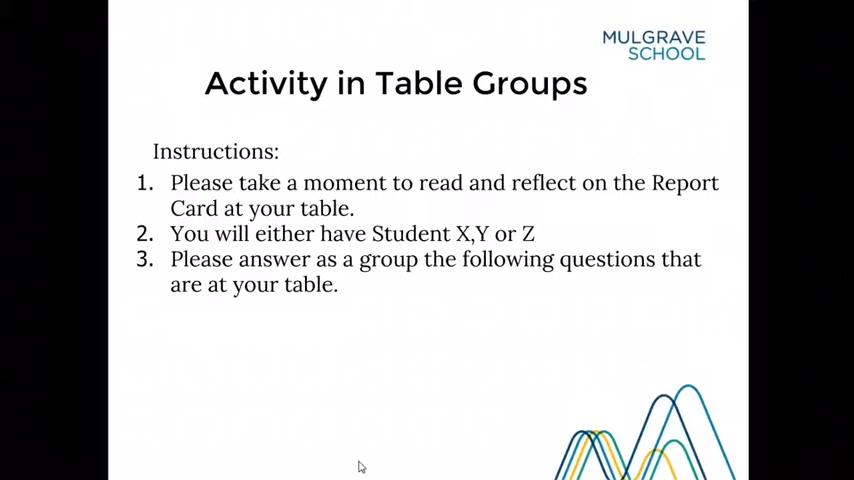 MULGRAVE
SCHOOL
Activity in Table Groups
Instructions:
1. Please take a moment to read and reflect on the Report
Card at your table.
2. You will either have Student X,Y or Z
3. Please answer as a group the following questions that
are at your table.